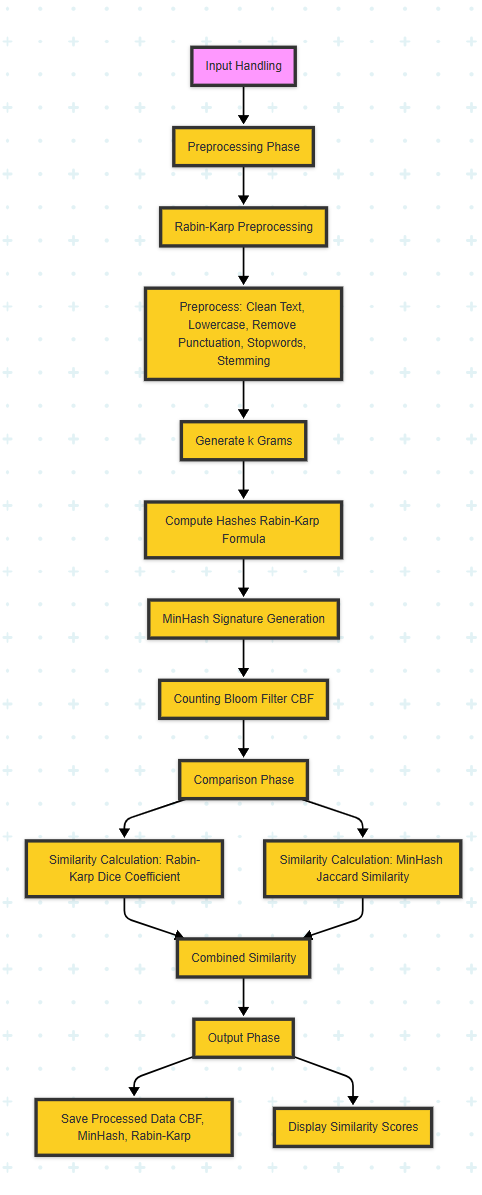 Input Handling
Preprocessing Phase
Rabin-Karp Preprocessing
Preprocess: Clean Text,
Lowercase, Remove
Punctuation, Stopwords,
Stemming
Generate k Grams
Compute Hashes Rabin-Karp
Formula
MinHash Signature Generation
Counting Bloom Filter CBF
Comparison Phase
Similarity Calculation: Rabin-
Karp Dice Coefficient
Similarity Calculation: MinHash
Jaccard Similarity
Combined Similarity
Output Phase
Save Processed Data CBF,
MinHash, Rabin-Karp
Display Similarity Scores